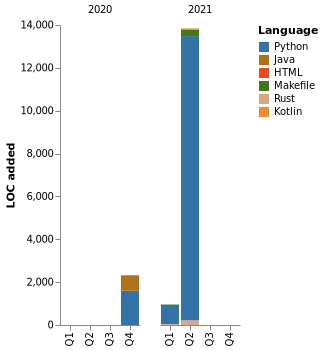 2020 2021
Language
Python
Java
HTML
Makefile
Rust
Kotlin
LOC added
14,000
12,000
10,000
8,000
6,000
4,000
2,000
0
Q1 Q2 Q3 Q4 Q1 Q2 Q3 Q4